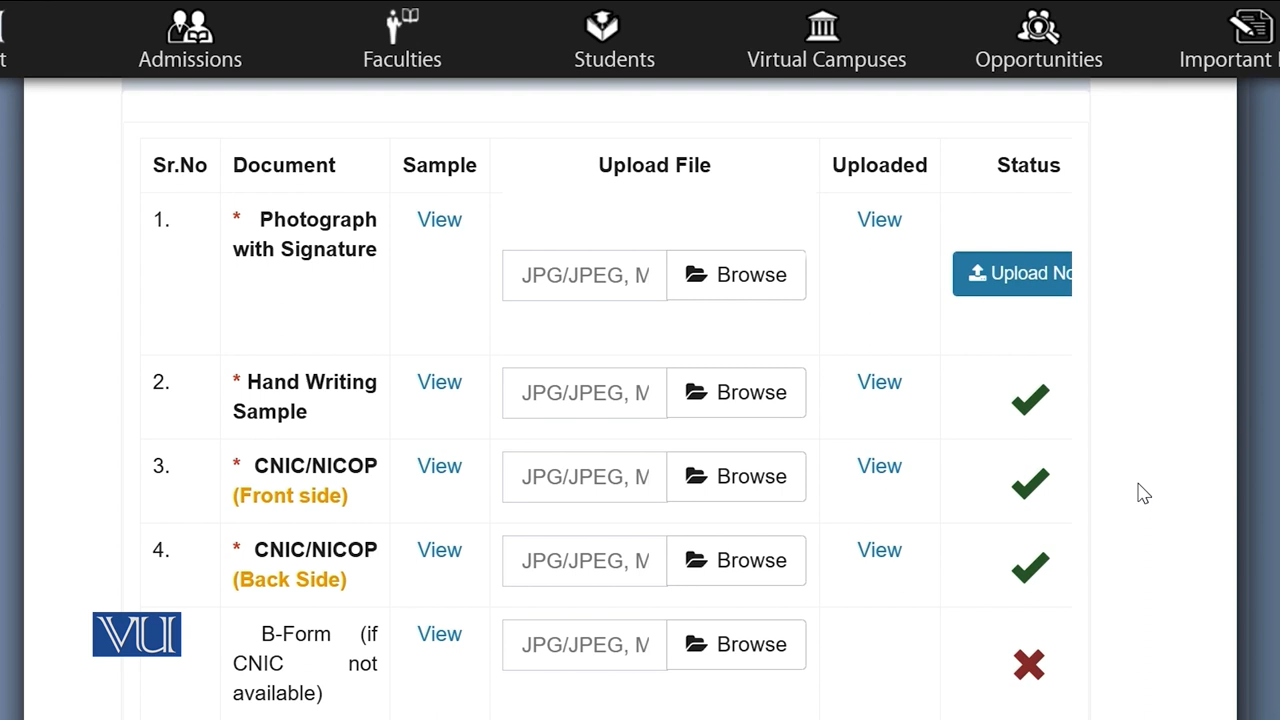 Admissions
Faculties
Students
Virtual Campuses
Opportunities
Important
Sr.No
Document
Sample
Upload File
Uploaded
Status
1.
* Photograph
with Signature
View
JPG/JPEG, M
Browse
View
Upload No
2.
* Hand Writing
Sample
View
JPG/JPEG, M
Browse
View
3.
* CNIC/NICOP
(Front side)
View
JPG/JPEG, M
Browse
View
4.
* CNIC/NICOP
(Back Side)
View
JPG/JPEG, M
Browse
View
B-Form (if
CNIC not
available)
View
JPG/JPEG, M
Browse
VU